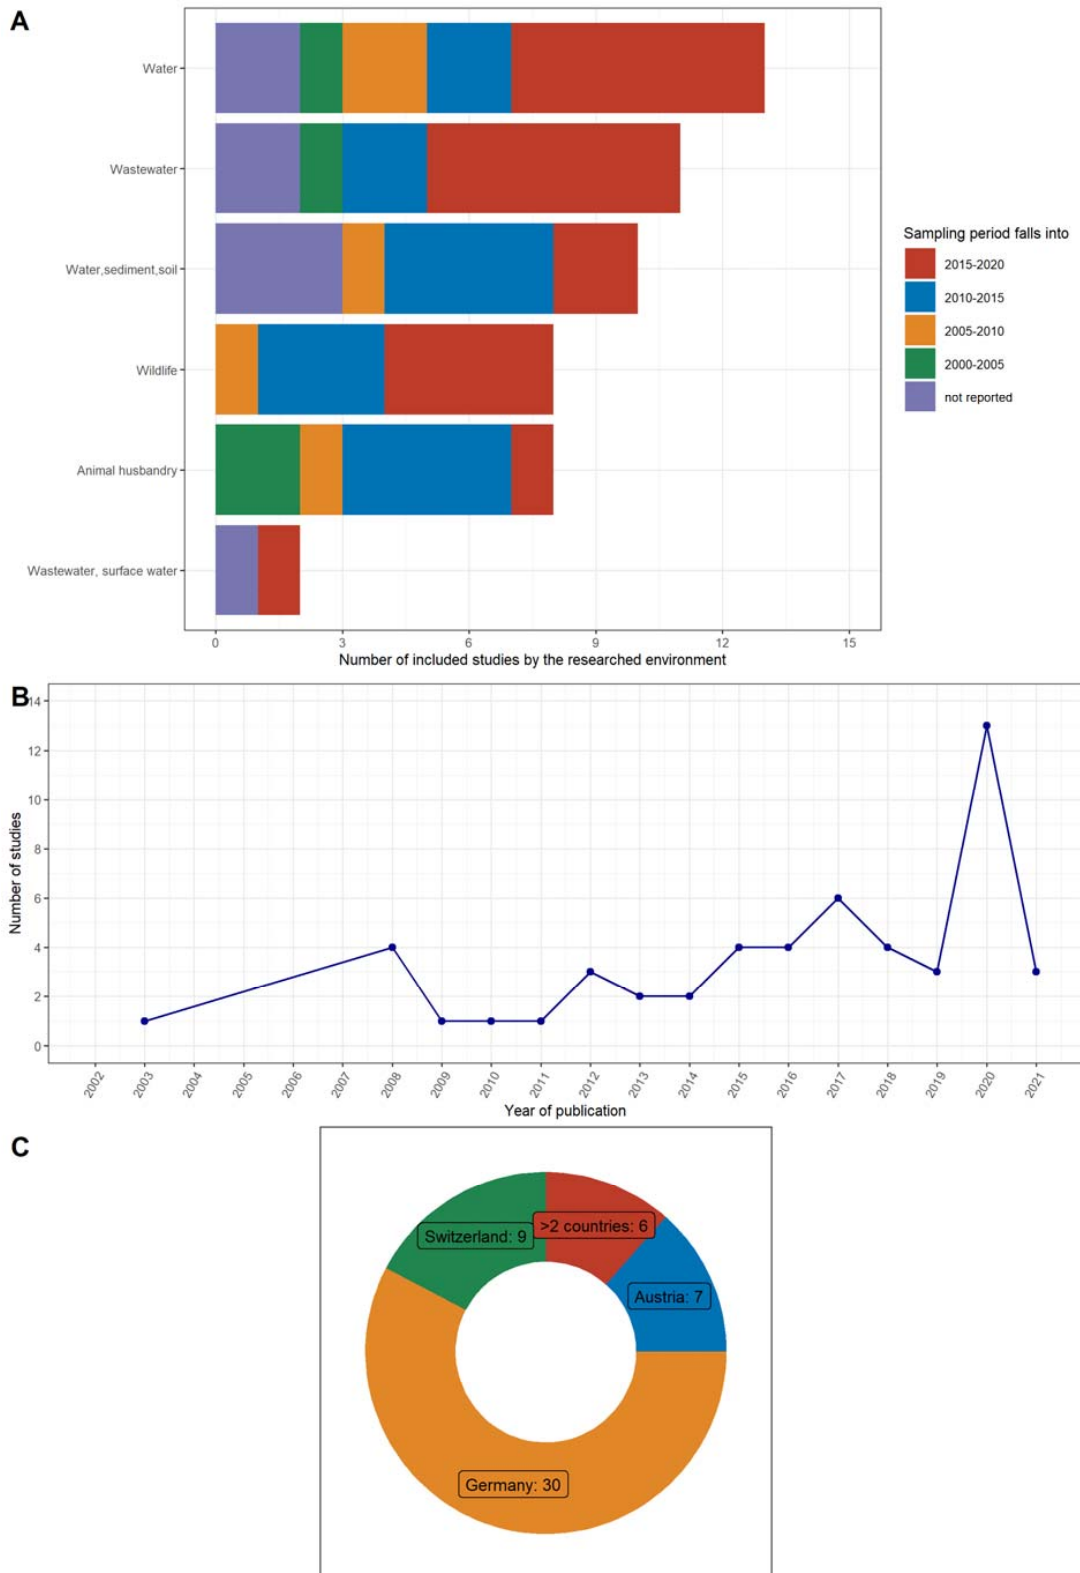 A
Water
Wastewater
Water,sediment,soil
Wildlife
Animal husbandry
Wastewater, surface water
0 3 6 9 12 15
Number of included studies by the researched environment
Sampling period falls into
2015-2020
2010-2015
2005-2010
2000-2005
not reported
B
14
12
10
8
6
4
2
0
Number of studies
2002 2003 2004 2005 2006 2007 2008 2009 2010 2011 2012 2013 2014 2015 2016 2017 2018 2019 2020 2021
Year of publication
C
>2 countries: 6
Switzerland: 9
Austria: 7
Germany: 30